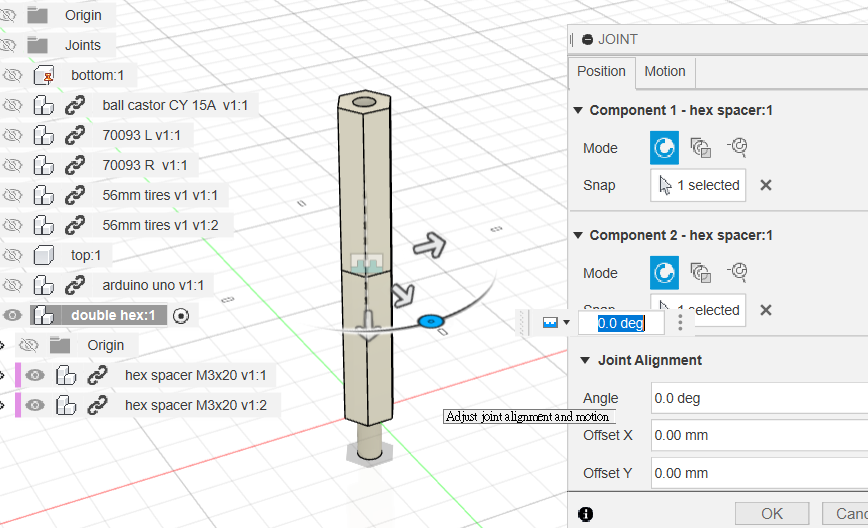 Origin
Joints
bottom:1
ball castor CY 15A v1:1
70093 L v1:1
70093 R v1:1
56mm tires v1 v1:1
56mm tires v1 v1:2
top:1
arduino uno v1:1
double hex:1
Origin
hex spacer M3x20 v1:1
hex spacer M3x20 v1:2
JOINT
Position Motion
Component 1 - hex spacer:1
Mode
Snap 1 selected
Component 2 - hex spacer:1
Mode
Snap 1 selected
0.0 deg
Joint Alignment
Angle 0.0 deg
Adjust joint alignment and motion
Offset X 0.00 mm
Offset Y 0.00 mm
OK Canc